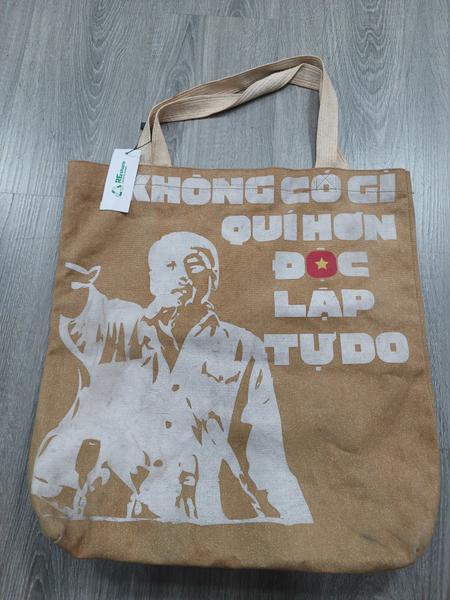 KHÔNG CÓ GÌ
QUÍ HƠN
ĐỘC
LẬP
TỰ DO